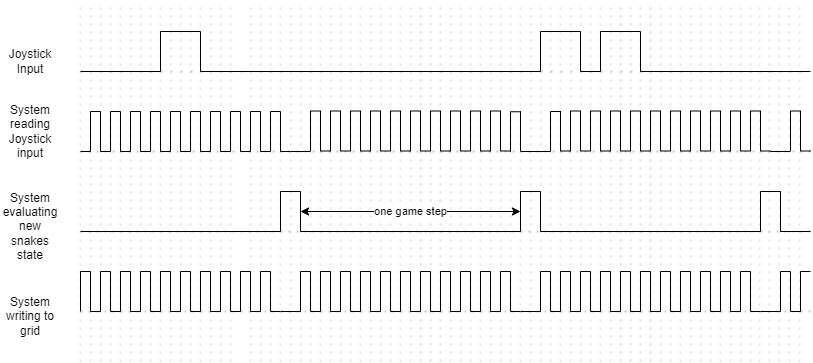 Joystick
Input
System
reading
Joystick
input
System
evaluating
new
snakes
state
one game step
System
writing to
grid